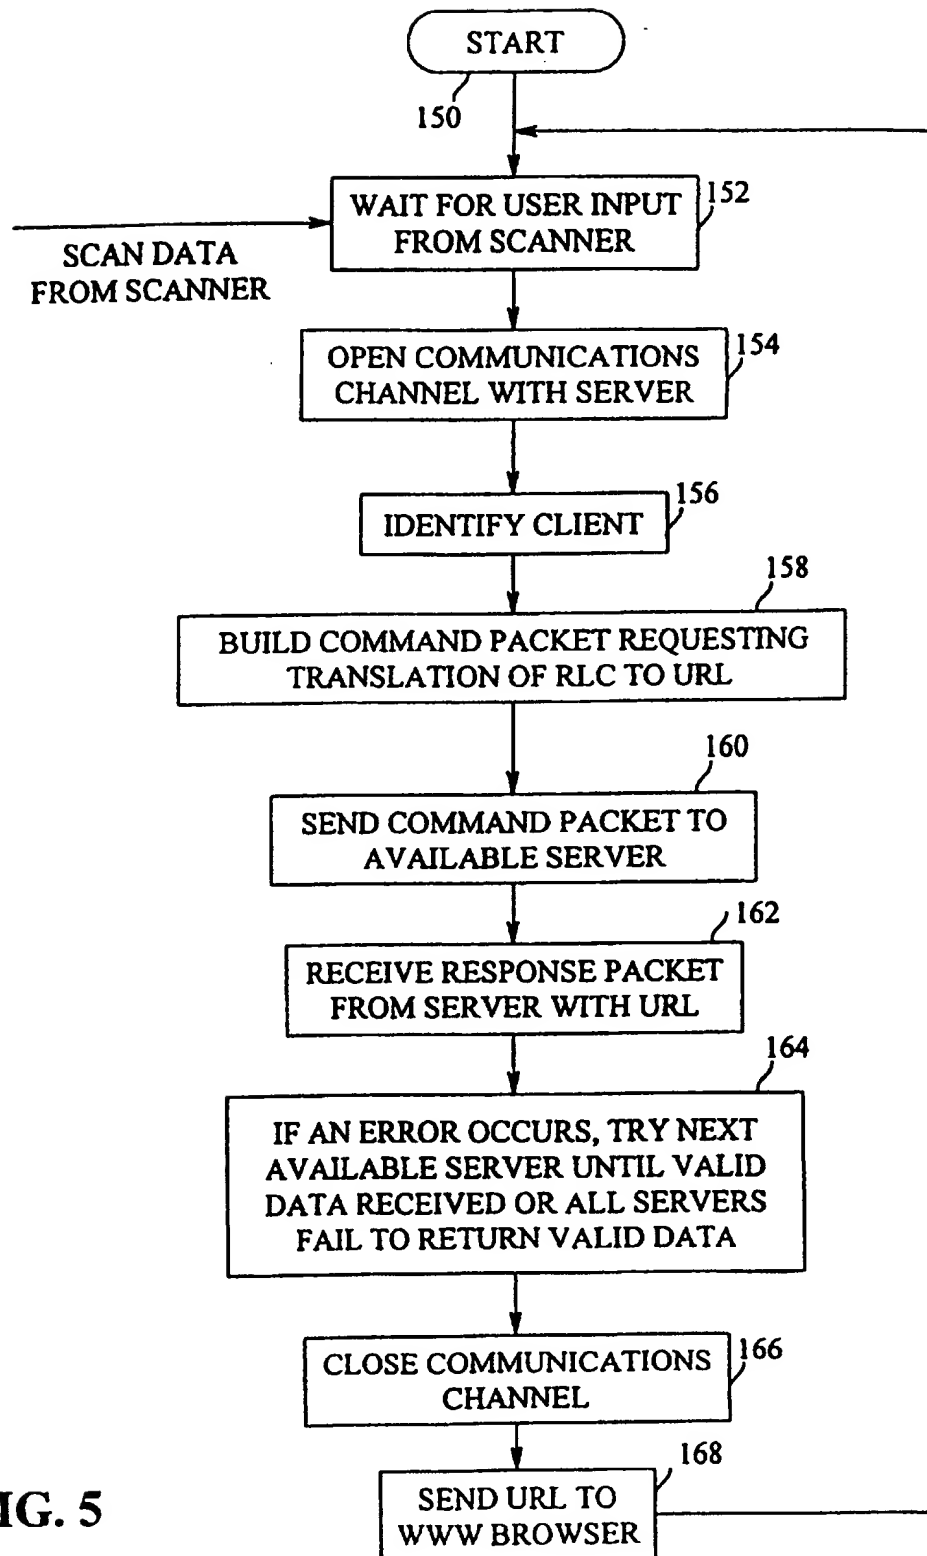 START
150
WAIT FOR USER INPUT
FROM SCANNER
152
SCAN DATA
FROM SCANNER
OPEN COMMUNICATIONS
CHANNEL WITH SERVER
154
IDENTIFY CLIENT
156
158
BUILD COMMAND PACKET REQUESTING
TRANSLATION OF RLC TO URL
160
SEND COMMAND PACKET TO
AVAILABLE SERVER
162
RECEIVE RESPONSE PACKET
FROM SERVER WITH URL
164
IF AN ERROR OCCURS, TRY NEXT
AVAILABLE SERVER UNTIL VALID
DATA RECEIVED OR ALL SERVERS
FAIL TO RETURN VALID DATA
CLOSE COMMUNICATIONS
CHANNEL
166
168
SEND URL TO
WWW BROWSER
IG. 5